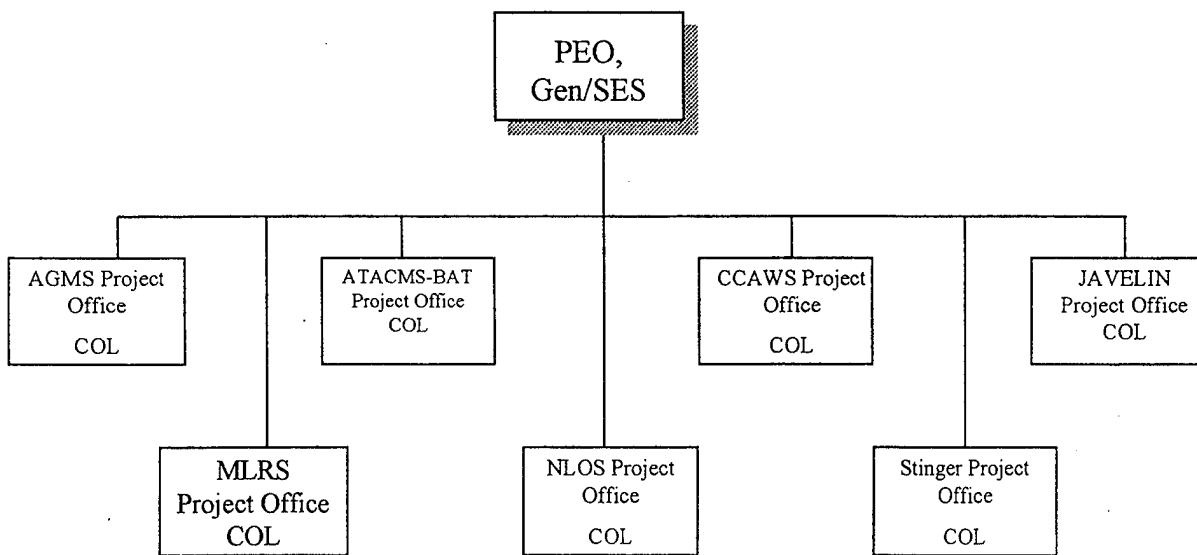 PEO,
Gen/SES
AGMS Project
Office
COL
ATACMS-BAT
Project Office
COL
CCAWS Project
Office
COL
JAVELIN
Project Office
COL
MLRS
Project Office
COL
NLOS Project
Office
COL
Stinger Project
Office
COL